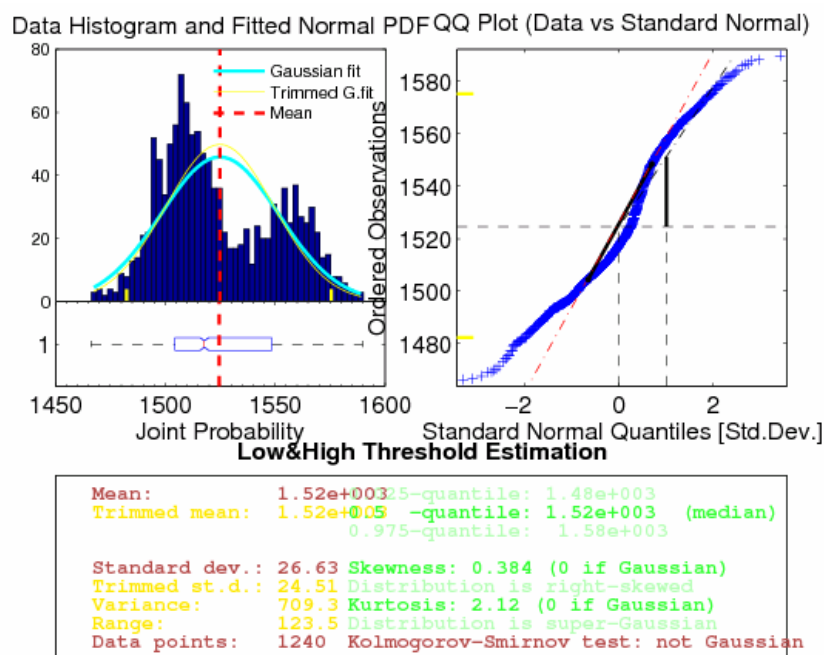 Data Histogram and Fitted Normal PDF
80
60
40
20
0
Gaussian fit
Trimmed G.fit
Mean
1
1450 1500 1550 1600
Joint Probability
QQ Plot (Data vs Standard Normal)
Ordered Observations
1580
1560
1540
1520
1500
1480
−2 0 2
Standard Normal Quantiles [Std.Dev.]
Low&High Threshold Estimation
Mean: 1.52e+003
Trimmed mean: 1.52e+003
Standard dev.: 26.63
Trimmed st.d.: 24.51
Variance: 709.3
Range: 123.5
Data points: 1240
0.025-quantile: 1.48e+003
0.5 -quantile: 1.52e+003 (median)
0.975-quantile: 1.58e+003
Skewness: 0.384 (0 if Gaussian)
Distribution is right-skewed
Kurtosis: 2.12 (0 if Gaussian)
Distribution is super-Gaussian
Kolmogorov-Smirnov test: not Gaussian